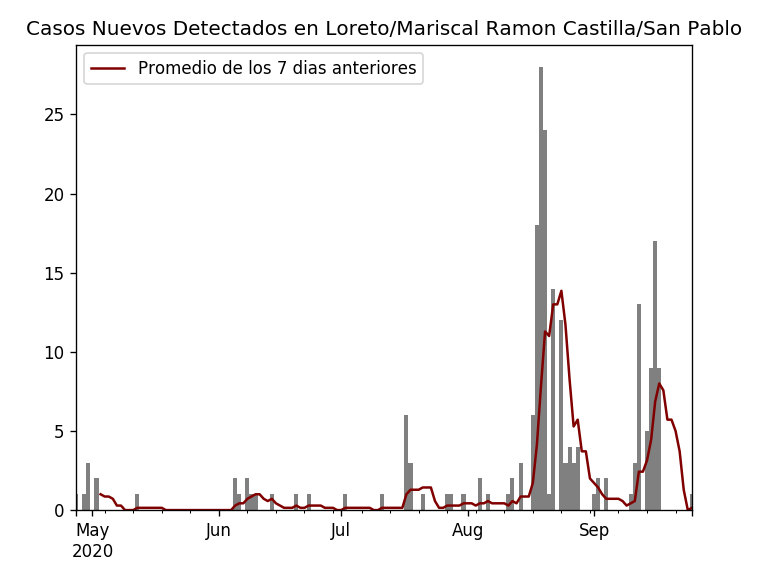 Casos Nuevos Detectados en Loreto/Mariscal Ramon Castilla/San Pablo
Promedio de los 7 dias anteriores
25
20
15
10
5
0
May Jun Jul Aug Sep
2020